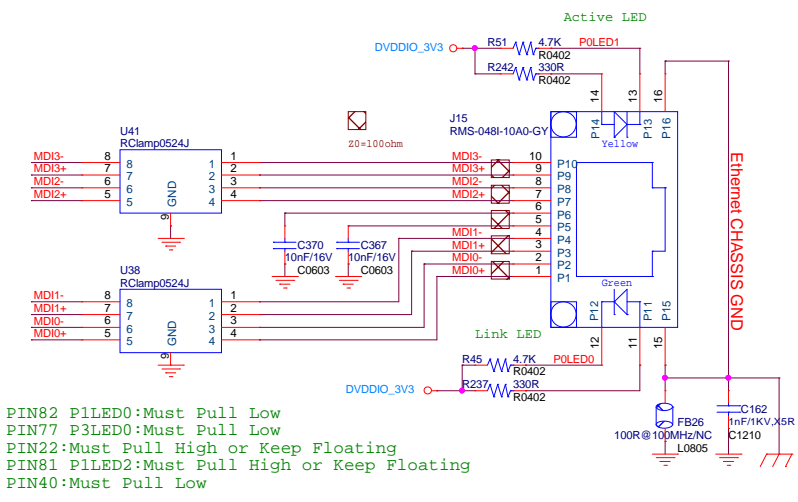 Active LED
R51 4.7K P0LED1
DVDDIO_3V3
R0402
R242 330R
R0402
14 13 16
J15
RMS-048I-10A0-GY
P14 P13 P16
Yellow
Z0=100ohm
U41
RClamp0524J
MDI3- 8 8 1 1 MDI3- 10 P10
MDI3+ 7 7 2 2 MDI3+ 9 P9
MDI2- 6 6 3 3 MDI2- 8 P8
MDI2+ 5 5 4 4 MDI2+ 7 P7
GND
9
6 P6
5 P5
MDI1- 4 P4
MDI1+ 3 P3
MDI0- 2 P2
MDI0+ 1 P1
C370
10nF/16V
C0603
C367
10nF/16V
C0603
Ethernet CHASSIS GND
U38
RClamp0524J
MDI1- 8 8 1 1
MDI1+ 7 7 2 2
MDI0- 6 6 3 3
MDI0+ 5 5 4 4
GND
9
Green
P12 P11 P15
Link LED
12 11 15
R45 4.7K P0LED0
R0402
DVDDIO_3V3
R237 330R
R0402
FB26
100R@100MHz/NC
L0805
C162
1nF/1KV,X5R
C1210
PIN82 P1LED0:Must Pull Low
PIN77 P3LED0:Must Pull Low
PIN22:Must Pull High or Keep Floating
PIN81 P1LED2:Must Pull High or Keep Floating
PIN40:Must Pull Low